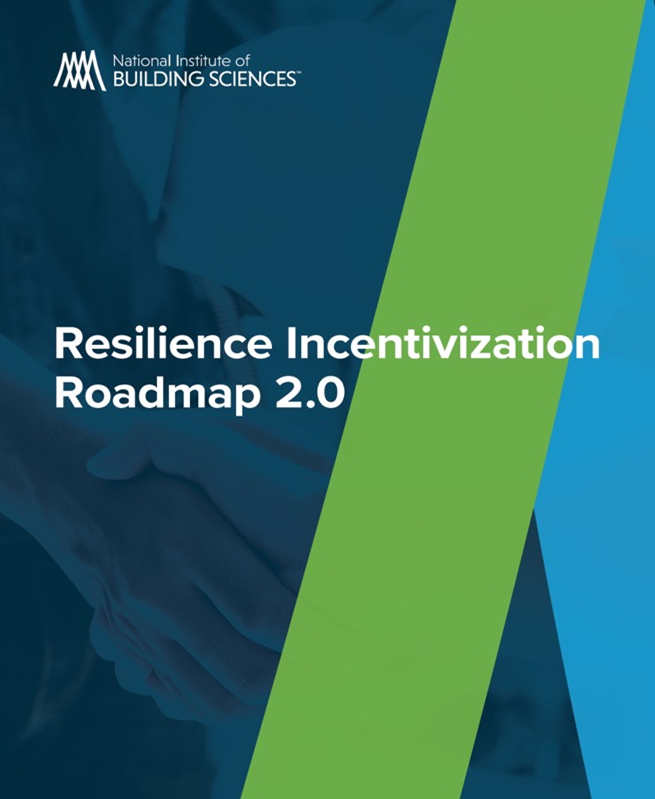 National Institute of
BUILDING SCIENCES™
Resilience Incentivization
Roadmap 2.0